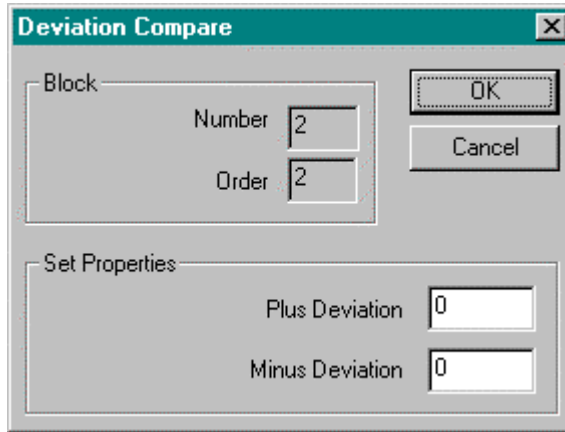 Deviation Compare
Block
Number 2
Order 2
OK
Cancel
Set Properties
Plus Deviation 0
Minus Deviation 0